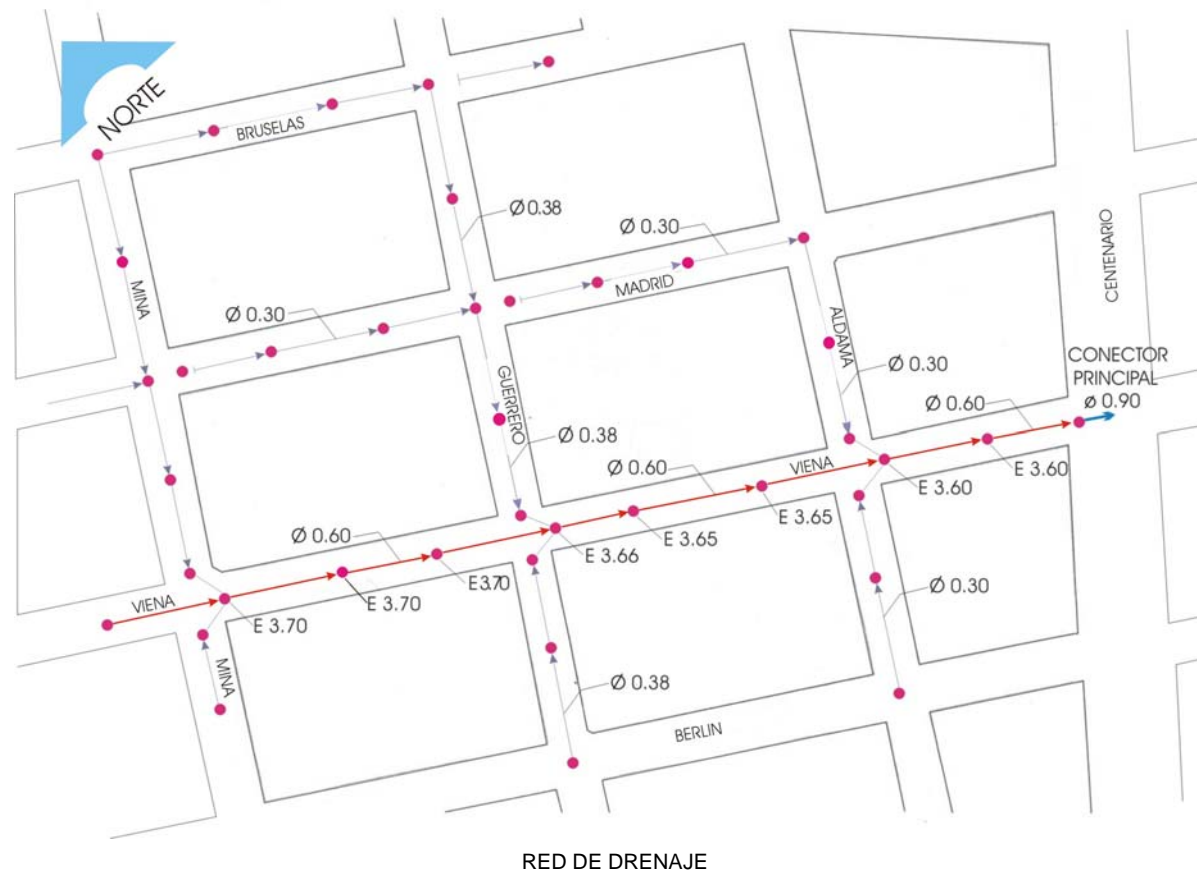 NORTE
BRUSELAS
Ø 0.38
Ø 0.30
CENTENARIO
MINA
MADRID
Ø 0.30
ALDAMA
CONECTOR
PRINCIPAL
ø 0.90
GUERRERO
Ø 0.30
Ø 0.60
Ø 0.38
Ø 0.60
VIENA
E 3.60
E 3.60
E 3.65
Ø 0.60
E 3.65
E 3.66
E 3.70
Ø 0.30
E 3.70
VIENA
E 3.70
MINA
Ø 0.38
BERLIN
RED DE DRENAJE